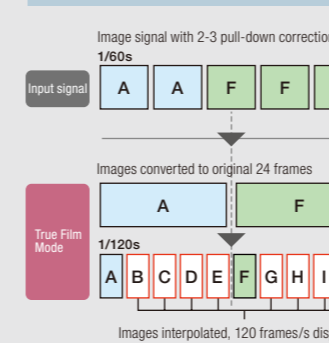 Image signal with 2-3 pull-down correction
1/60s
Input signal
A A F F
Images converted to original 24 frames
A F
True Film
Mode
1/120s
A B C D E F G H I
Images interpolated, 120 frames/s